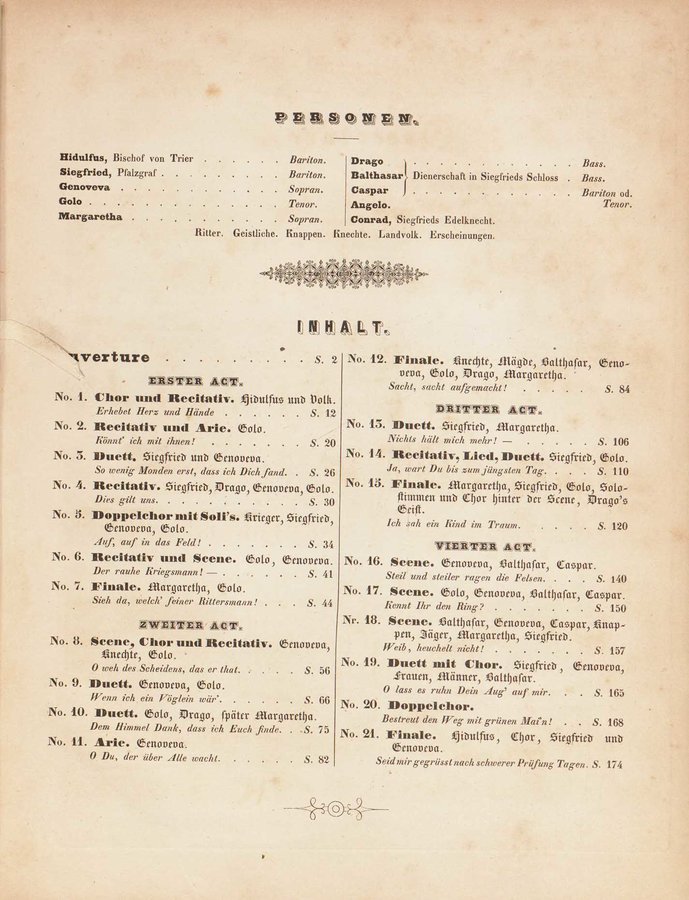 PERSONEN.
Hidulfus, Bischof von Trier . . . . . . Bariton.
Siegfried, Pfalzgraf . . . . . . . . . Bariton.
Genoveva . . . . . . . . . . . . Sopran.
Golo . . . . . . . . . . . . . . . Tenor.
Margaretha . . . . . . . . . . . Sopran.
Drago . . . . . . . . . . . . . Bass.
Balthasar Dienerschaft in Siegfrieds Schloss . Bass.
Caspar . . . . . . . . . . . . . Bariton od.
Angelo. Tenor.
Conrad, Siegfrieds Edelknecht.
Ritter. Geistliche. Knappen. Knechte. Landvolk. Erscheinungen.
INHALT.
uverture . . . . . . . . . . S. 2
ERSTER ACT.
No. 1. Chor und Recitativ. Hidulfus und Volk.
Erhebet Herz und Hände . . . . . . S. 12
No. 2. Recitativ und Arie. Golo.
Könnt' ich mit ihnen! . . . . . . . S. 20
No. 3. Duett. Siegfried und Genoveva.
So wenig Monden erst, dass ich Dich fand. . S. 26
No. 4. Recitativ. Siegfried, Drago, Genoveva, Golo.
Dies gilt uns. . . . . . . . . . . S. 30
No. 5. Doppelchor mit Soli's. Krieger, Siegfried,
Genoveva, Golo.
Auf, auf in das Feld! . . . . . . . S. 34
No. 6. Recitativ und Scene. Golo, Genoveva.
Der rauhe Kriegsmann! — . . . . . . S. 41
No. 7. Finale. Margaretha, Golo.
Sieh da, welch' feiner Rittersmann! . . . S. 44
ZWEITER ACT.
No. 8. Scene, Chor und Recitativ. Genoveva,
Knechte, Golo.
O weh des Scheidens, das er that. . . . . S. 56
No. 9. Duett. Genoveva, Golo.
Wenn ich ein Vöglein wär'. . . . . . S. 66
No. 10. Duett. Golo, Drago, später Margaretha.
Dem Himmel Dank, dass ich Euch finde. . . S. 75
No. 11. Arie. Genoveva.
O Du, der über Alle wacht. . . . . . S. 82
No. 12. Finale. Knechte, Mägde, Balthasar, Geno-
veva, Golo, Drago, Margaretha.
Sacht, sacht aufgemacht! . . . . . . S. 84
DRITTER ACT.
No. 13. Duett. Siegfried, Margaretha.
Nichts hält mich mehr! — . . . . . . S. 106
No. 14. Recitativ, Lied, Duett. Siegfried, Golo.
Ja, wart Du bis zum jüngsten Tag. . . . S. 110
No. 15. Finale. Margaretha, Siegfried, Golo, Solo-
stimmen und Chor hinter der Scene, Drago's
Geist.
Ich sah ein Kind im Traum. . . . . S. 120
VIERTER ACT.
No. 16. Scene. Genoveva, Balthasar, Caspar.
Steil und steiler ragen die Felsen. . . . S. 140
No. 17. Scene. Golo, Genoveva, Balthasar, Caspar.
Kennt Ihr den Ring? . . . . . . . S. 150
Nr. 18. Scene. Balthasar, Genoveva, Caspar, Knap-
pen, Jäger, Margaretha, Siegfried.
Weib, heuchelt nicht! . . . . . . . S. 157
No. 19. Duett mit Chor. Siegfried, Genoveva,
Frauen, Männer, Balthasar.
O lass es ruhn Dein Aug' auf mir. . . . S. 165
No. 20. Doppelchor.
Bestreut den Weg mit grünen Mai'n! . . S. 168
No. 21. Finale. Hidulfus, Chor, Siegfried und
Genoveva.
Seid mir gegrüsst nach schwerer Prüfung Tagen. S. 174